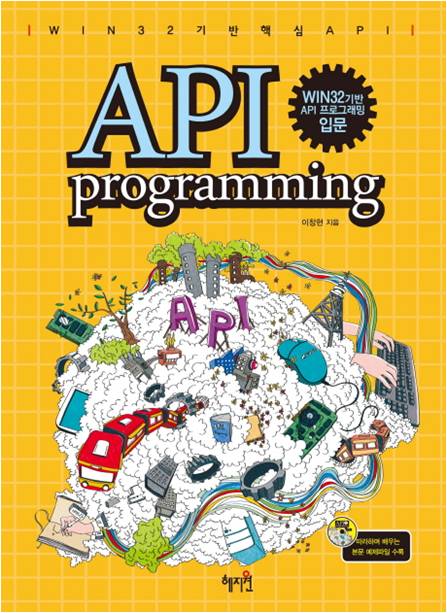 WIN32기반핵심API
API
programming
WIN32기반
API 프로그래밍
입문
이창현 지음
API
따라하며 배우는
본문 예제파일 수록
혜지원